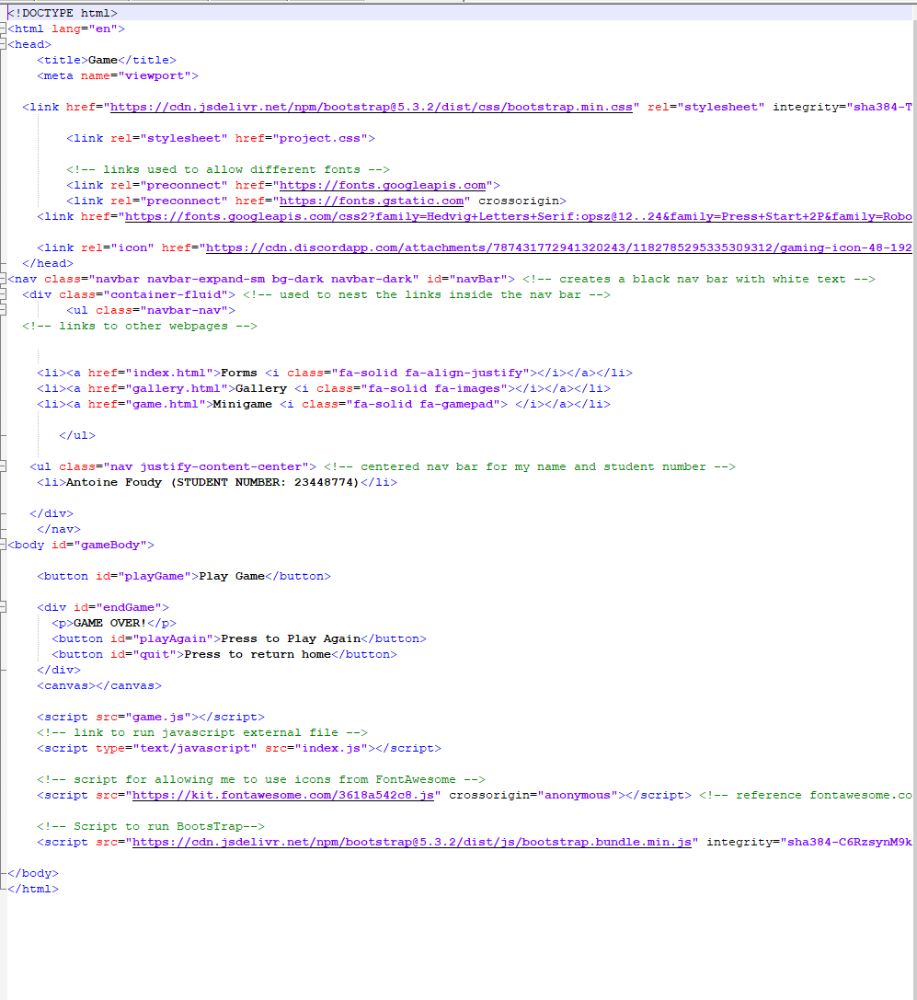 <!DOCTYPE html>
<html lang="en">
<head>
<title>Game</title>
<meta name="viewport">
<link href="https://cdn.jsdelivr.net/npm/bootstrap@5.3.2/dist/css/bootstrap.min.css" rel="stylesheet" integrity="sha384-T
<link rel="stylesheet" href="project.css">
<!-- links used to allow different fonts -->
<link rel="preconnect" href="https://fonts.googleapis.com">
<link rel="preconnect" href="https://fonts.gstatic.com" crossorigin>
<link href="https://fonts.googleapis.com/css2?family=Hedvig+Letters+Serif:opsz@12..24&family=Press+Start+2P&family=Robo
<link rel="icon" href="https://cdn.discordapp.com/attachments/787431772941320243/1182785295335309312/gaming-icon-48-192
</head>
<nav class="navbar navbar-expand-sm bg-dark navbar-dark" id="navBar"> <!-- creates a black nav bar with white text -->
<div class="container-fluid"> <!-- used to nest the links inside the nav bar -->
<ul class="navbar-nav">
<!-- links to other webpages -->
<li><a href="index.html">Forms <i class="fa-solid fa-align-justify"></i></a></li>
<li><a href="gallery.html">Gallery <i class="fa-solid fa-images"></i></a></li>
<li><a href="game.html">Minigame <i class="fa-solid fa-gamepad"> </i></a></li>
</ul>
<ul class="nav justify-content-center"> <!-- centered nav bar for my name and student number -->
<li>Antoine Foudy (STUDENT NUMBER: 23448774)</li>
</div>
</nav>
<body id="gameBody">
<button id="playGame">Play Game</button>
<div id="endGame">
<p>GAME OVER!</p>
<button id="playAgain">Press to Play Again</button>
<button id="quit">Press to return home</button>
</div>
<canvas></canvas>
<script src="game.js"></script>
<!-- link to run javascript external file -->
<script type="text/javascript" src="index.js"></script>
<!-- script for allowing me to use icons from FontAwesome -->
<script src="https://kit.fontawesome.com/3618a542c8.js" crossorigin="anonymous"></script> <!-- reference fontawesome.co
<!-- Script to run BootsTrap-->
<script src="https://cdn.jsdelivr.net/npm/bootstrap@5.3.2/dist/js/bootstrap.bundle.min.js" integrity="sha384-C6RzsynM9k
</body>
</html>